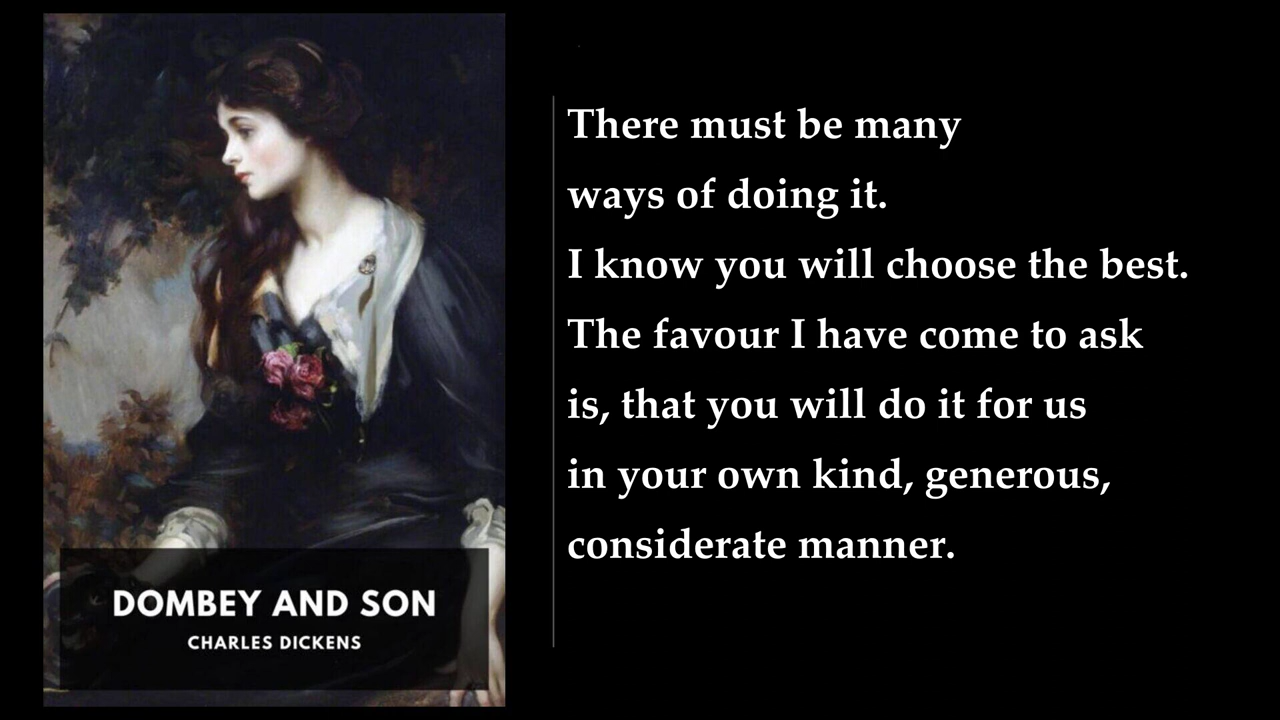 There must be many
ways of doing it.
I know you will choose the best.
The favour I have come to ask
is, that you will do it for us
in your own kind, generous,
considerate manner.
DOMBEY AND SON
CHARLES DICKENS